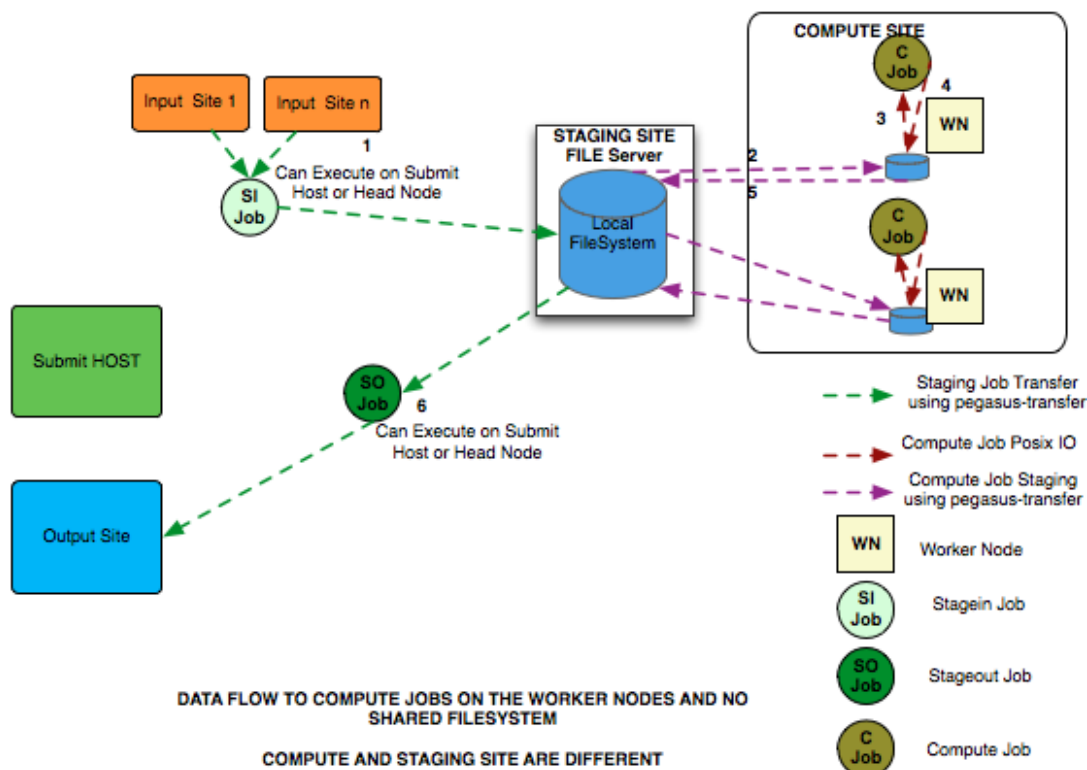 COMPUTE SITE
C
Job
4
3
WN
Input Site 1
Input Site n
1
Can Execute on Submit
Host or Head Node
SI
Job
STAGING SITE
FILE Server
Local
FileSystem
2
5
C
Job
WN
Submit HOST
SO
Job
6
Can Execute on Submit
Host or Head Node
Output Site
Staging Job Transfer
using pegasus-transfer
Compute Job Posix IO
Compute Job Staging
using pegasus-transfer
WN
Worker Node
SI
Job
Stagein Job
SO
Job
Stageout Job
C
Job
Compute Job
DATA FLOW TO COMPUTE JOBS ON THE WORKER NODES AND NO
SHARED FILESYSTEM
COMPUTE AND STAGING SITE ARE DIFFERENT